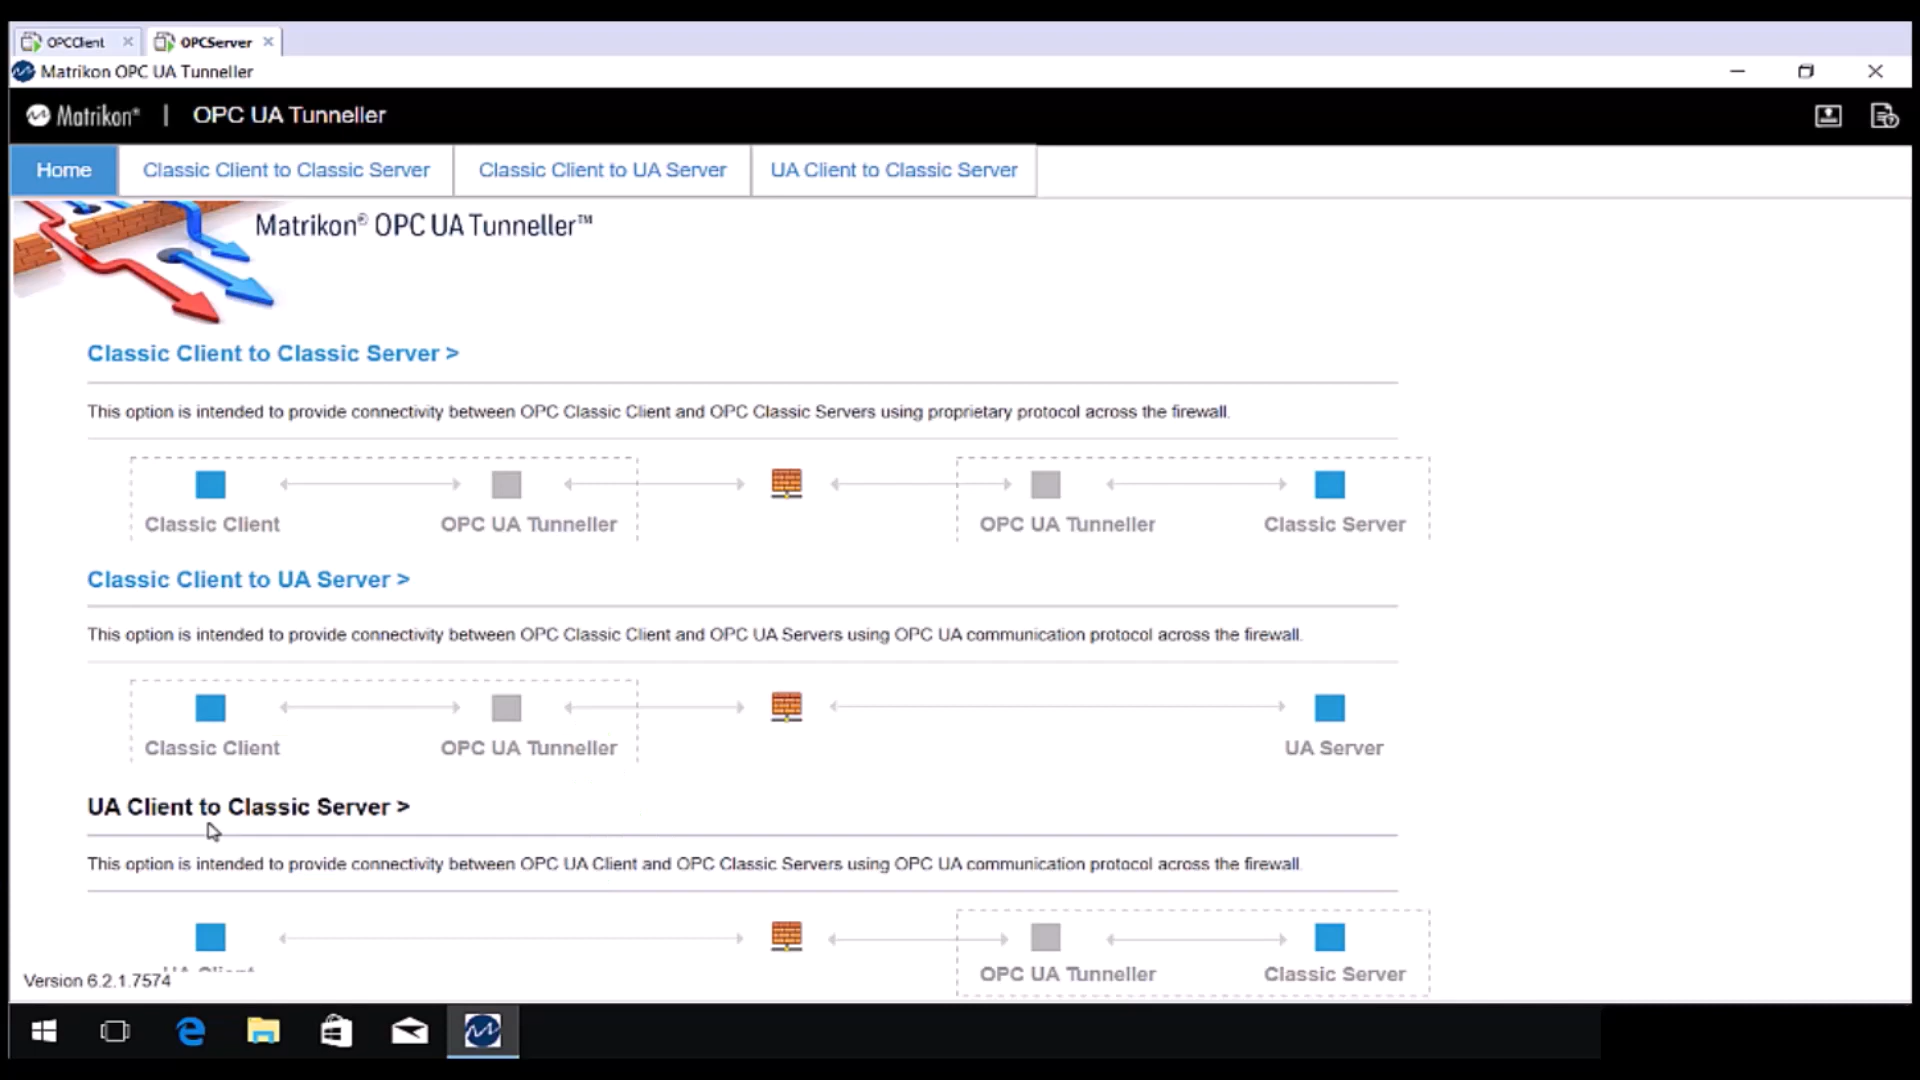 OPCClient
OPCServer
Matrikon OPC UA Tunneller
Matrikon® | OPC UA Tunneller
Home
Classic Client to Classic Server
Classic Client to UA Server
UA Client to Classic Server
Matrikon® OPC UA Tunneller™
Classic Client to Classic Server >
This option is intended to provide connectivity between OPC Classic Client and OPC Classic Servers using proprietary protocol across the firewall.
Classic Client
OPC UA Tunneller
OPC UA Tunneller
Classic Server
Classic Client to UA Server >
This option is intended to provide connectivity between OPC Classic Client and OPC UA Servers using OPC UA communication protocol across the firewall.
Classic Client
OPC UA Tunneller
UA Server
UA Client to Classic Server >
This option is intended to provide connectivity between OPC UA Client and OPC Classic Servers using OPC UA communication protocol across the firewall.
OPC UA Tunneller
Classic Server
Version 6.2.1.7574